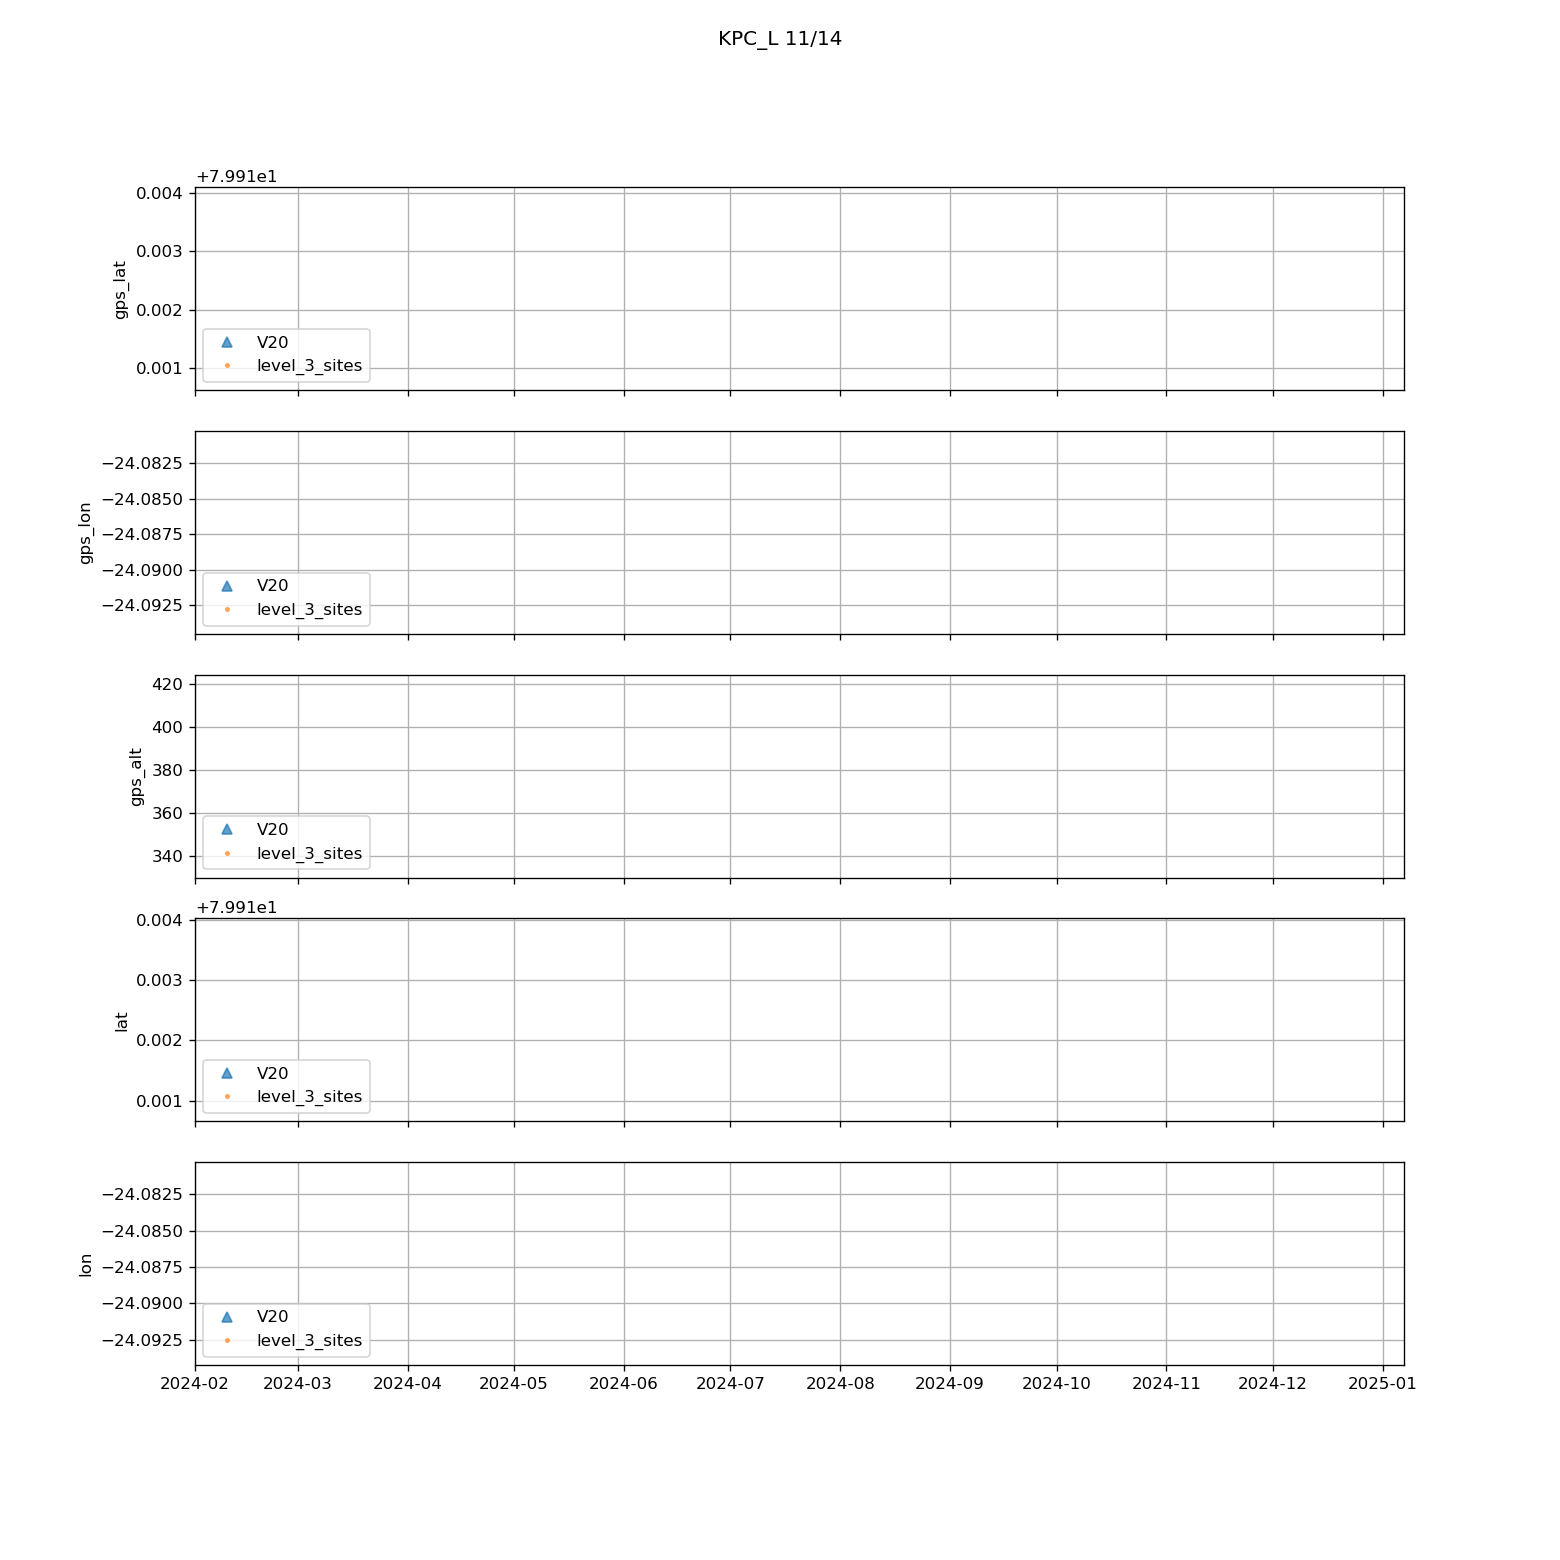 KPC_L 11/14
+7.991e1
0.004
0.003
0.002
0.001
gps_lat
V20
level_3_sites
−24.0825
−24.0850
−24.0875
−24.0900
−24.0925
gps_lon
V20
level_3_sites
420
400
380
360
340
gps_alt
V20
level_3_sites
+7.991e1
0.004
0.003
0.002
0.001
lat
V20
level_3_sites
−24.0825
−24.0850
−24.0875
−24.0900
−24.0925
lon
V20
level_3_sites
2024-02 2024-03 2024-04 2024-05 2024-06 2024-07 2024-08 2024-09 2024-10 2024-11 2024-12 2025-01